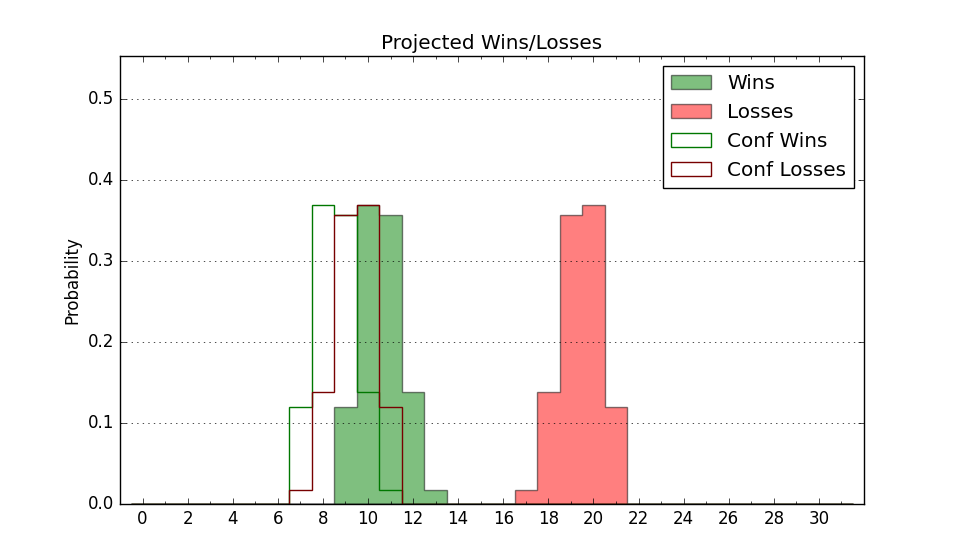 Projected Wins/Losses
Wins
Losses
Conf Wins
Conf Losses
Probability
0.5
0.4
0.3
0.2
0.1
0.0
0 2 4 6 8 10 12 14 16 18 20 22 24 26 28 30